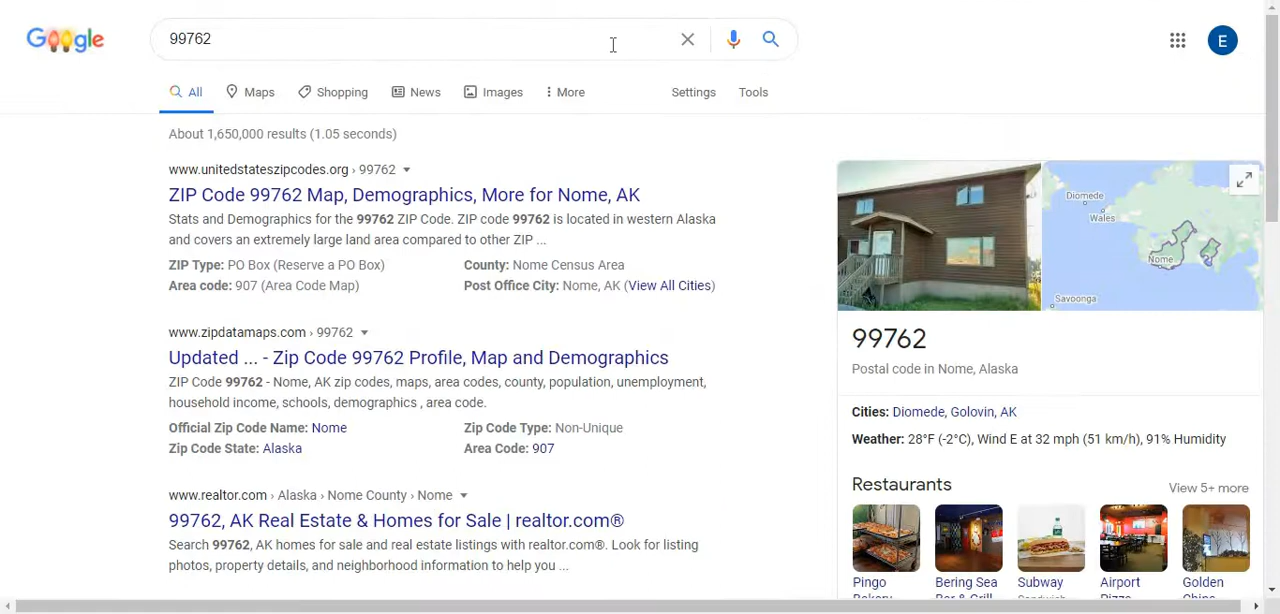 Google
99762
E
All
Maps
Shopping
News
Images
More
Settings
Tools
About 1,650,000 results (1.05 seconds)
www.unitedstateszipcodes.org › 99762
ZIP Code 99762 Map, Demographics, More for Nome, AK
Stats and Demographics for the 99762 ZIP Code. ZIP code 99762 is located in western Alaska
and covers an extremely large land area compared to other ZIP ...
ZIP Type: PO Box (Reserve a PO Box)
County: Nome Census Area
Area code: 907 (Area Code Map)
Post Office City: Nome, AK (View All Cities)
www.zipdatamaps.com › 99762
Updated ... - Zip Code 99762 Profile, Map and Demographics
ZIP Code 99762 - Nome, AK zip codes, maps, area codes, county, population, unemployment,
household income, schools, demographics , area code.
Official Zip Code Name: Nome
Zip Code Type: Non-Unique
Zip Code State: Alaska
Area Code: 907
www.realtor.com › Alaska › Nome County › Nome
99762, AK Real Estate & Homes for Sale | realtor.com®
Search 99762, AK homes for sale and real estate listings with realtor.com®. Look for listing
photos, property details, and neighborhood information to help you ...
Diomede
Wales
Nome
Savoonga
99762
Postal code in Nome, Alaska
Cities: Diomede, Golovin, AK
Weather: 28°F (-2°C), Wind E at 32 mph (51 km/h), 91% Humidity
Restaurants
View 5+ more
Pingo
Bering Sea
Subway
Airport
Golden
Bakery
Bar & Grill
Sandwich
Pizza